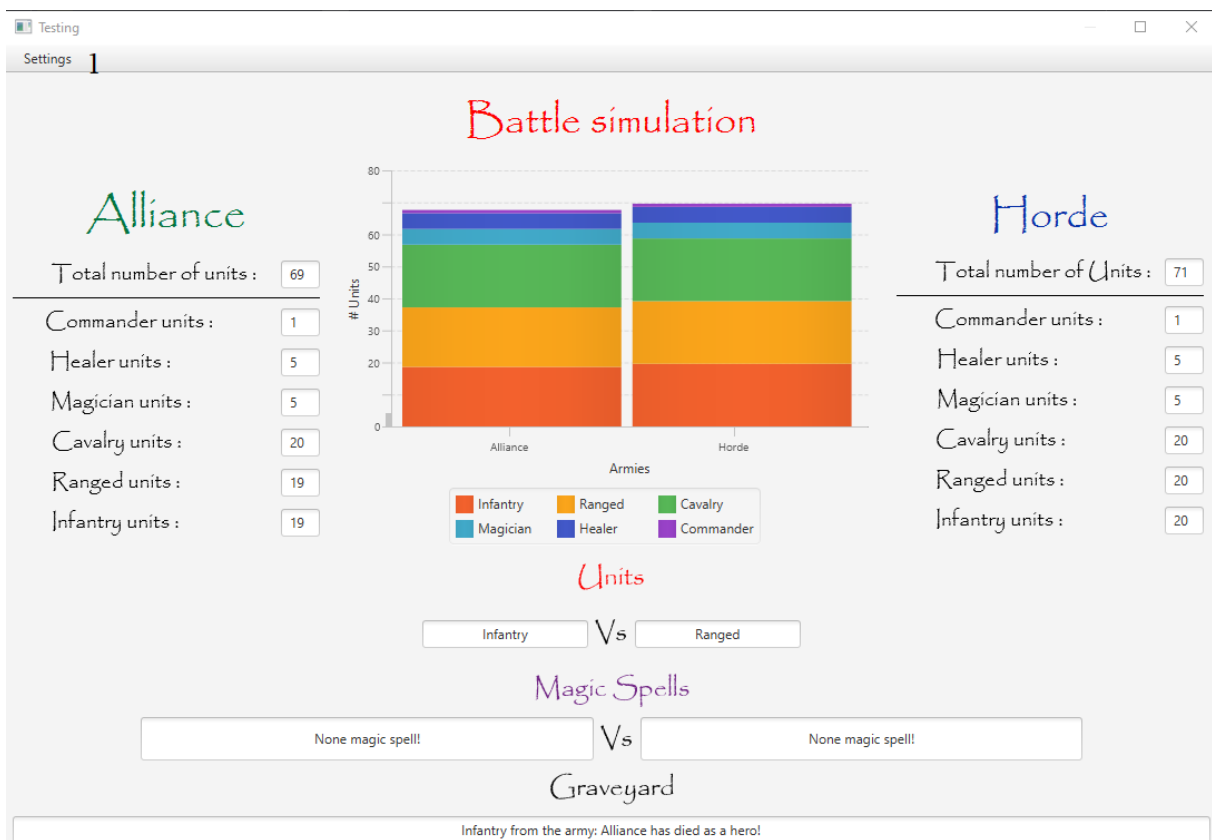 Testing
Settings 1
Battle simulation
Alliance
Total number of units : 69
Commander units : 1
Healer units : 5
Magician units : 5
Cavalry units : 20
Ranged units : 19
Infantry units : 19
80
60
50
40
30
20
0
# Units
Alliance Horde
Armies
Infantry Ranged Cavalry
Magician Healer Commander
Horde
Total number of Units : 71
Commander units : 1
Healer units : 5
Magician units : 5
Cavalry units : 20
Ranged units : 20
Infantry units : 20
Units
Infantry Vs Ranged
Magic Spells
None magic spell! Vs None magic spell!
Graveyard
Infantry from the army: Alliance has died as a hero!